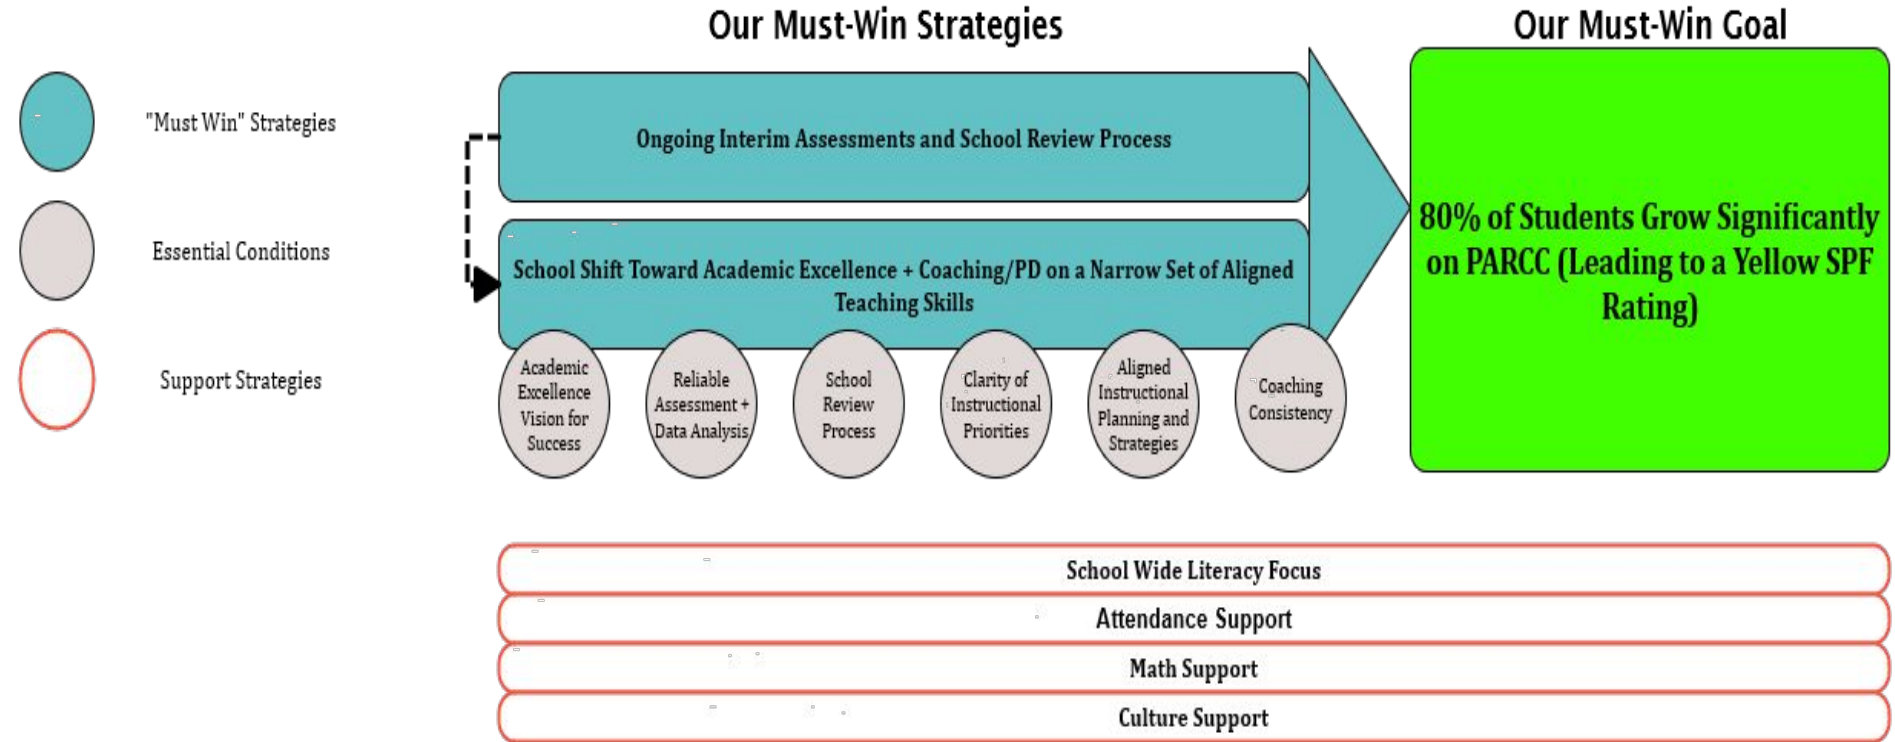 Our Must-Win Strategies
Our Must-Win Goal
"Must Win" Strategies
Essential Conditions
Support Strategies
Ongoing Interim Assessments and School Review Process
School Shift Toward Academic Excellence + Coaching/PD on a Narrow Set of Aligned
Teaching Skills
80% of Students Grow Significantly
on PARCC (Leading to a Yellow SPF
Rating)
Academic
Excellence
Vision for
Success
Reliable
Assessment +
Data Analysis
School
Review
Process
Clarity of
Instructional
Priorities
Aligned
Instructional
Planning and
Strategies
Coaching
Consistency
School Wide Literacy Focus
Attendance Support
Math Support
Culture Support